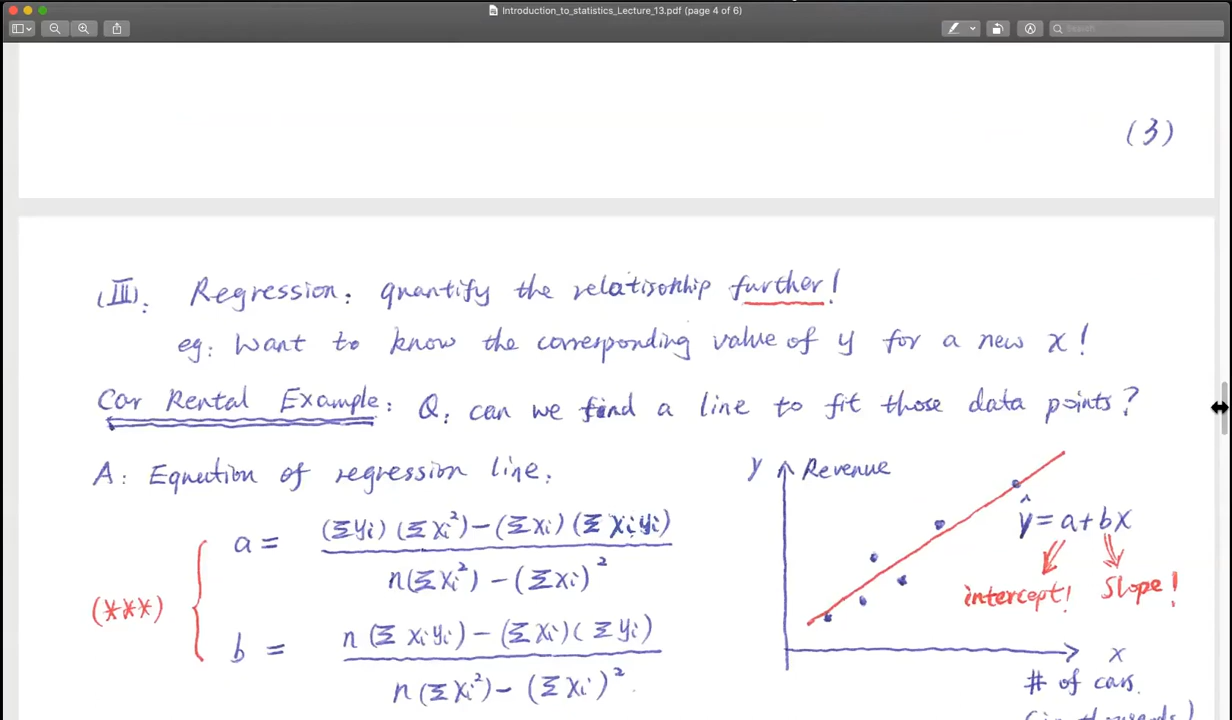 Introduction_to_statistics_Lecture_13.pdf (page 4 of 6)
Search
(3)
(III). Regression: quantify the relationship further!
eg: Want to know the corresponding value of y for a new x!
Car Rental Example: Q: can we find a line to fit those data points?
A: Equation of regression line.
(***)
a = (Σyi)(Σxi²)-(Σxi)(Σxiyi) / n(Σxi²)-(Σxi)²
b = n(Σxiyi)-(Σxi)(Σyi) / n(Σxi²)-(Σxi)²
y Revenue
ŷ = a+bx
intercept! Slope!
x
# of cars
(in thousands)